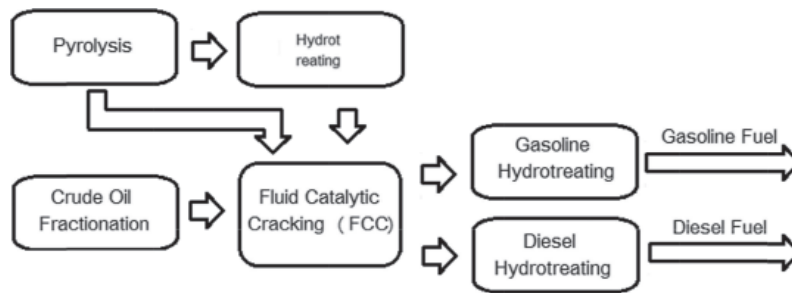 Pyrolysis
Hydrot
reating
Crude Oil
Fractionation
Fluid Catalytic
Cracking ( FCC)
Gasoline
Hydrotreating
Gasoline Fuel
Diesel
Hydrotreating
Diesel Fuel